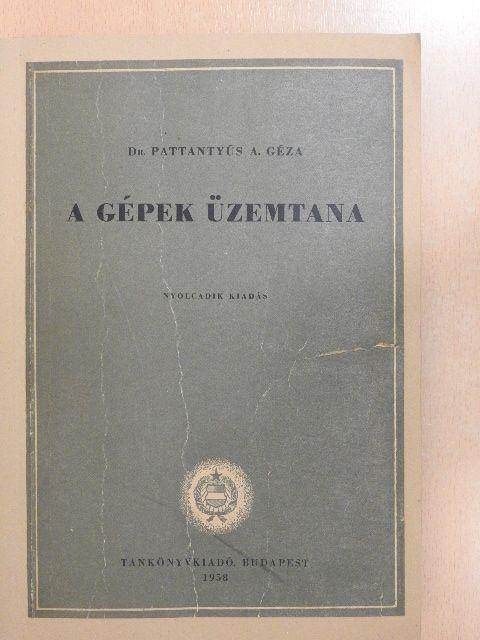 DR. PATTANTYÚS A. GÉZA
A GÉPEK ÜZEMTANA
NYOLCADIK KIADÁS
TANKÖNYVKIADÓ, BUDAPEST
1958